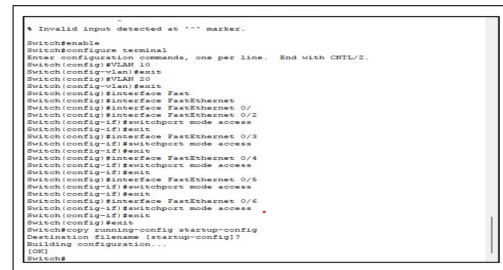 ^
% Invalid input detected at '^' marker.
Switch#enable
Switch#configure terminal
Enter configuration commands, one per line. End with CNTL/Z.
Switch(config)#VLAN 10
Switch(config-vlan)#exit
Switch(config)#VLAN 20
Switch(config-vlan)#exit
Switch(config)#interface Fast
Switch(config)#interface FastEthernet
Switch(config)#interface FastEthernet 0/
Switch(config)#interface FastEthernet 0/2
Switch(config-if)#switchport mode access
Switch(config-if)#exit
Switch(config)#interface FastEthernet 0/3
Switch(config-if)#switchport mode access
Switch(config-if)#exit
Switch(config)#interface FastEthernet 0/4
Switch(config-if)#switchport mode access
Switch(config-if)#exit
Switch(config)#interface FastEthernet 0/5
Switch(config-if)#switchport mode access
Switch(config-if)#exit
Switch(config)#interface FastEthernet 0/6
Switch(config-if)#switchport mode access
Switch(config-if)#exit
Switch(config)#exit
Switch#copy running-config startup-config
Destination filename [startup-config]?
Building configuration...
[OK]
Switch#